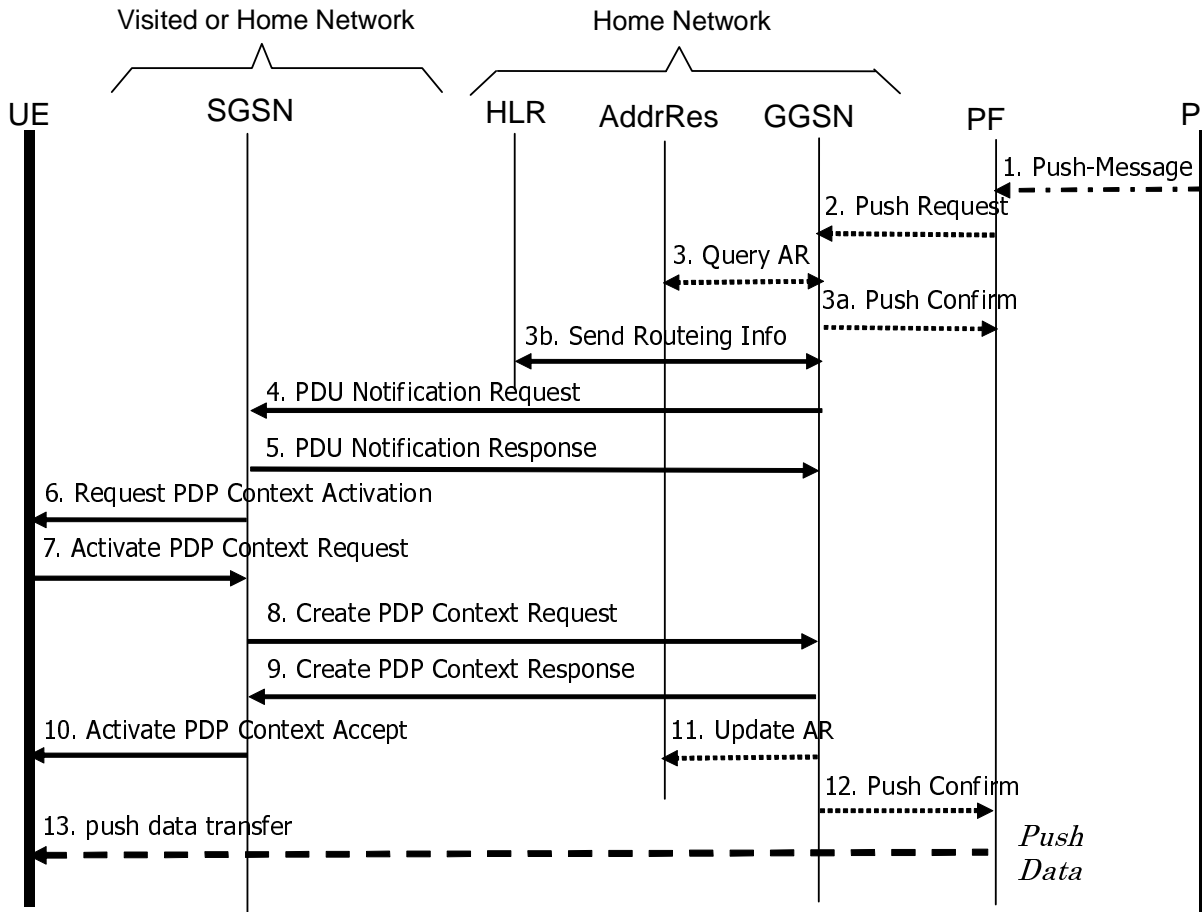 Visited or Home Network
Home Network
UE
SGSN
HLR
AddrRes
GGSN
PF
P
1. Push-Message
2. Push Request
3. Query AR
3a. Push Confirm
3b. Send Routeing Info
4. PDU Notification Request
5. PDU Notification Response
6. Request PDP Context Activation
7. Activate PDP Context Request
8. Create PDP Context Request
9. Create PDP Context Response
10. Activate PDP Context Accept
11. Update AR
12. Push Confirm
13. push data transfer
Push
Data